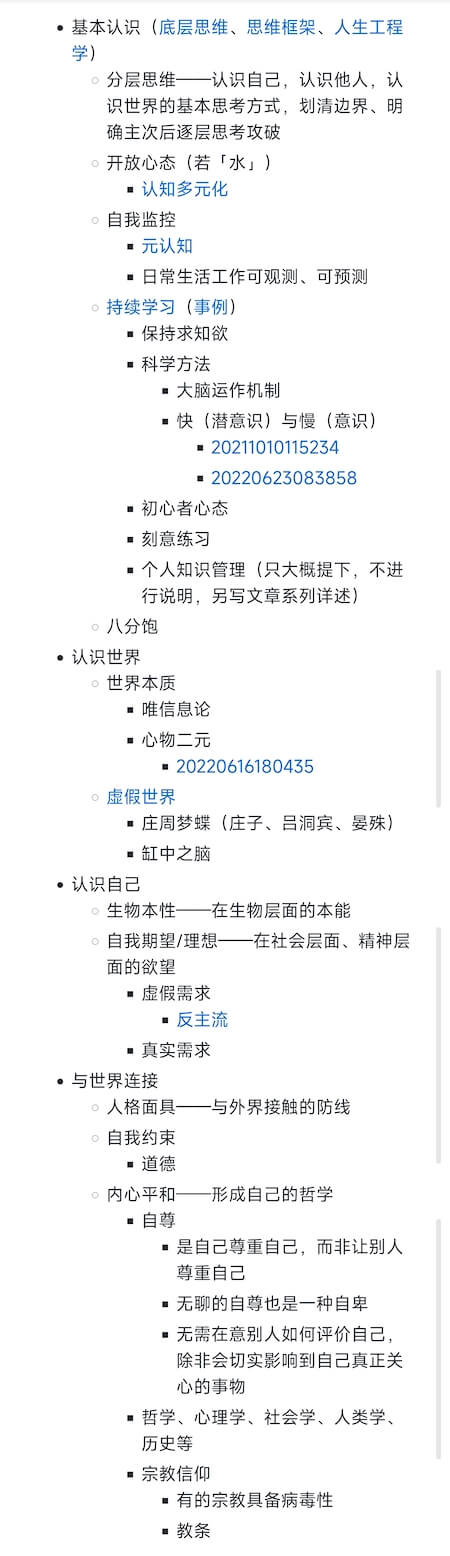 基本认识（底层思维、思维框架、人生工程
学）
分层思维——认识自己，认识他人，认
识世界的基本思考方式，划清边界、明
确主次后逐层思考攻破
开放心态（若「水」）
认知多元化
自我监控
元认知
日常生活工作可观测、可预测
持续学习（事例）
保持求知欲
科学方法
大脑运作机制
快（潜意识）与慢（意识）
20211010115234
20220623083858
初心者心态
刻意练习
个人知识管理（只大概提下，不进
行说明，另写文章系列详述）
八分饱
认识世界
世界本质
唯信息论
心物二元
20220616180435
虚假世界
庄周梦蝶（庄子、吕洞宾、晏殊）
缸中之脑
认识自己
生物本性——在生物层面的本能
自我期望/理想——在社会层面、精神层
面的欲望
虚假需求
反主流
真实需求
与世界连接
人格面具——与外界接触的防线
自我约束
道德
内心平和——形成自己的哲学
自尊
是自己尊重自己，而非让别人
尊重自己
无聊的自尊也是一种自卑
无需在意别人如何评价自己，
除非会切实影响到自己真正关
心的事物
哲学、心理学、社会学、人类学、
历史等
宗教信仰
有的宗教具备病毒性
教条